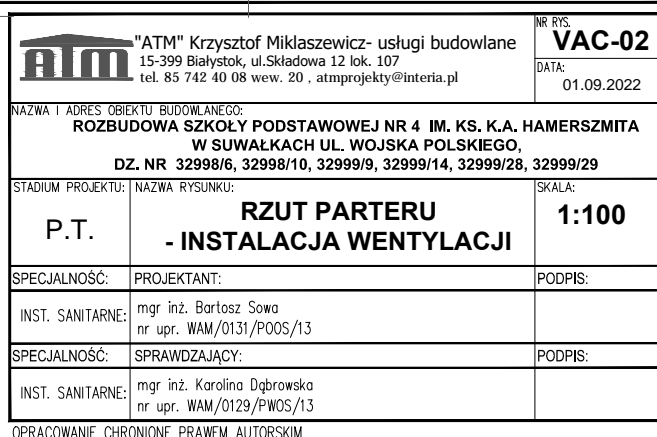 ATM
"ATM" Krzysztof Miklaszewicz- usługi budowlane
15-399 Białystok, ul.Składowa 12 lok. 107
tel. 85 742 40 08 wew. 20 , atmprojekty@interia.pl
NR RYS.
VAC-02
DATA:
01.09.2022
NAZWA I ADRES OBIEKTU BUDOWLANEGO:
ROZBUDOWA SZKOŁY PODSTAWOWEJ NR 4 IM. KS. K.A. HAMERSZMITA
W SUWAŁKACH UL. WOJSKA POLSKIEGO,
DZ. NR 32998/6, 32998/10, 32999/9, 32999/14, 32999/28, 32999/29
STADIUM PROJEKTU:
P.T.
NAZWA RYSUNKU:
RZUT PARTERU
- INSTALACJA WENTYLACJI
SKALA:
1:100
SPECJALNOŚĆ: PROJEKTANT: PODPIS:
INST. SANITARNE:
mgr inż. Bartosz Sowa
nr upr. WAM/0131/POOS/13
SPECJALNOŚĆ: SPRAWDZAJĄCY: PODPIS:
INST. SANITARNE:
mgr inż. Karolina Dąbrowska
nr upr. WAM/0129/PWOS/13
OPRACOWANIE CHRONIONE PRAWEM AUTORSKIM